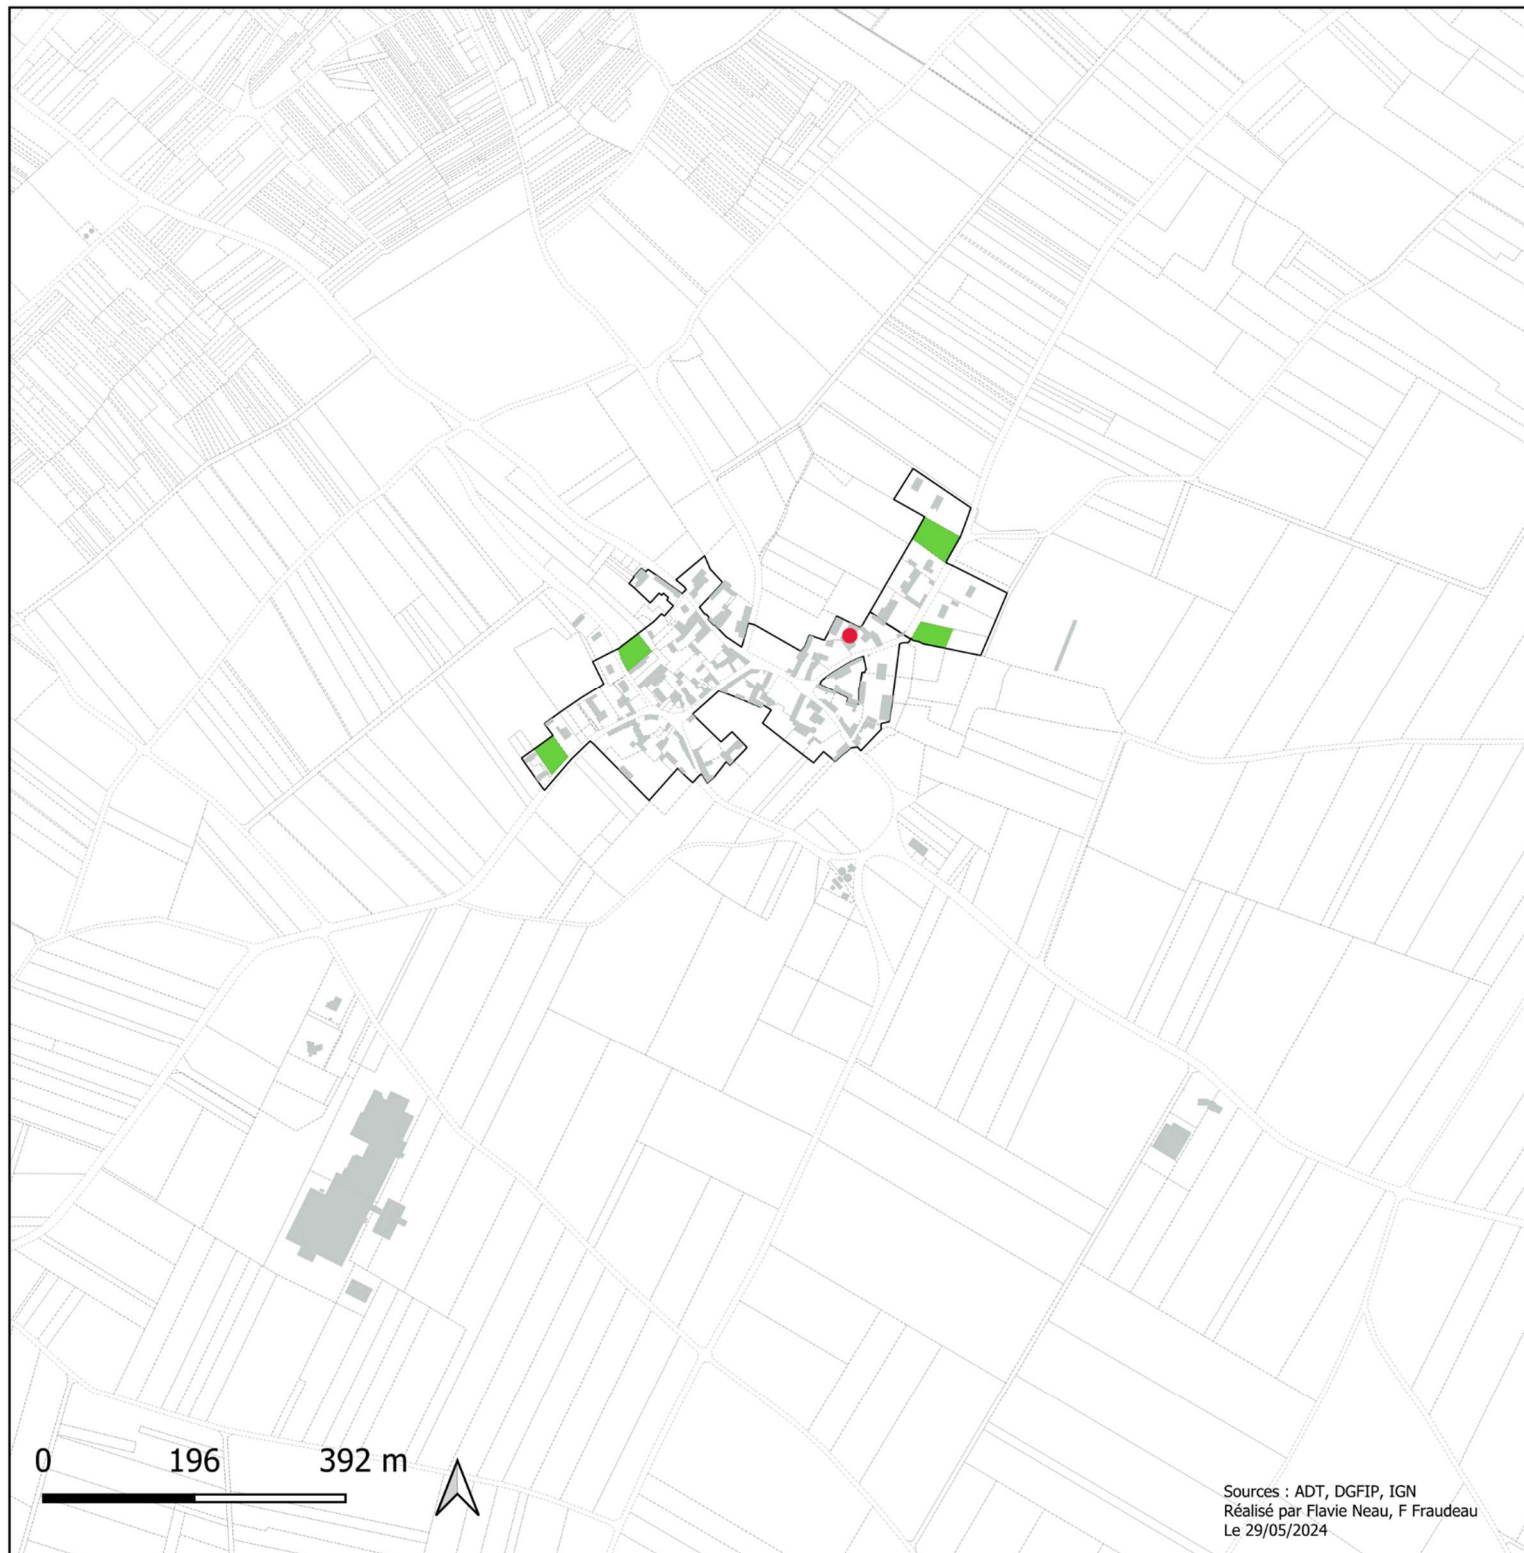 0 196 392 m
Sources : ADT, DGFIP, IGN
Réalisé par Flavie Neau, F Fraudeau
Le 29/05/2024